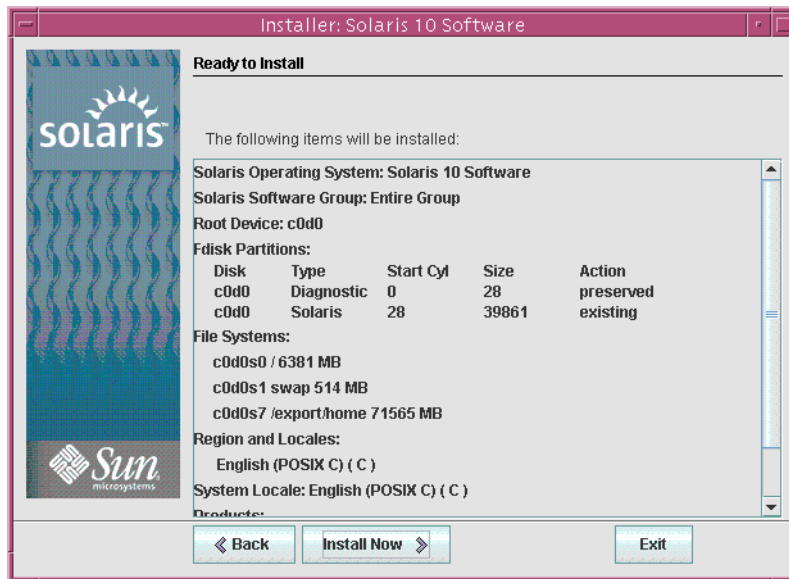 Installer: Solaris 10 Software
solaris™
Ready to Install
The following items will be installed:
Solaris Operating System: Solaris 10 Software
Solaris Software Group: Entire Group
Root Device: c0d0
Fdisk Partitions:
Disk Type Start Cyl Size Action
c0d0 Diagnostic 0 28 preserved
c0d0 Solaris 28 39861 existing
File Systems:
c0d0s0 / 6381 MB
c0d0s1 swap 514 MB
c0d0s7 /export/home 71565 MB
Region and Locales:
English (POSIX C) ( C )
System Locale: English (POSIX C) ( C )
Products:
Sun
microsystems
Back Install Now Exit